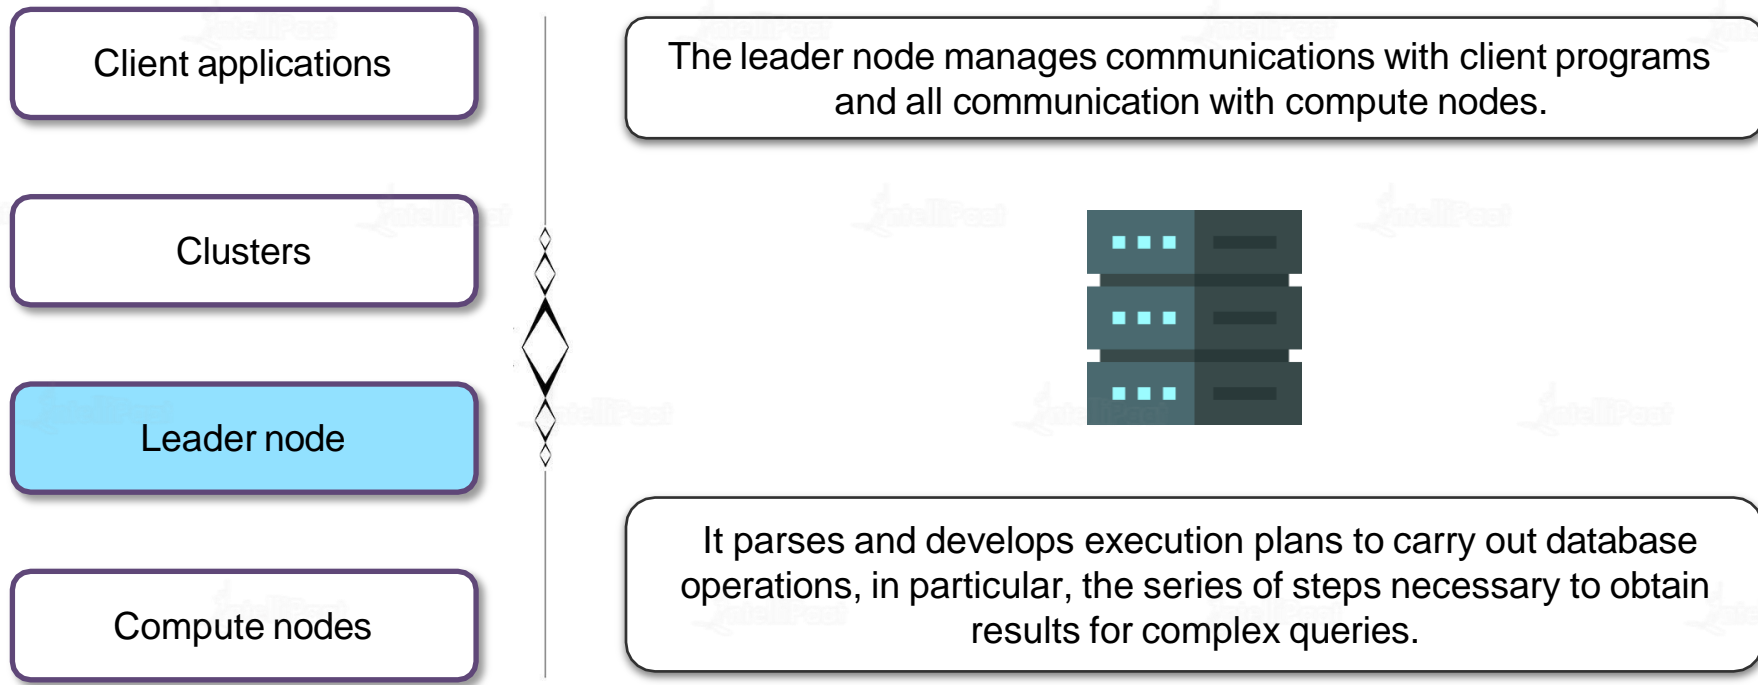 Client applications
Clusters
Leader node
Compute nodes
The leader node manages communications with client programs
and all communication with compute nodes.
It parses and develops execution plans to carry out database
operations, in particular, the series of steps necessary to obtain
results for complex queries.